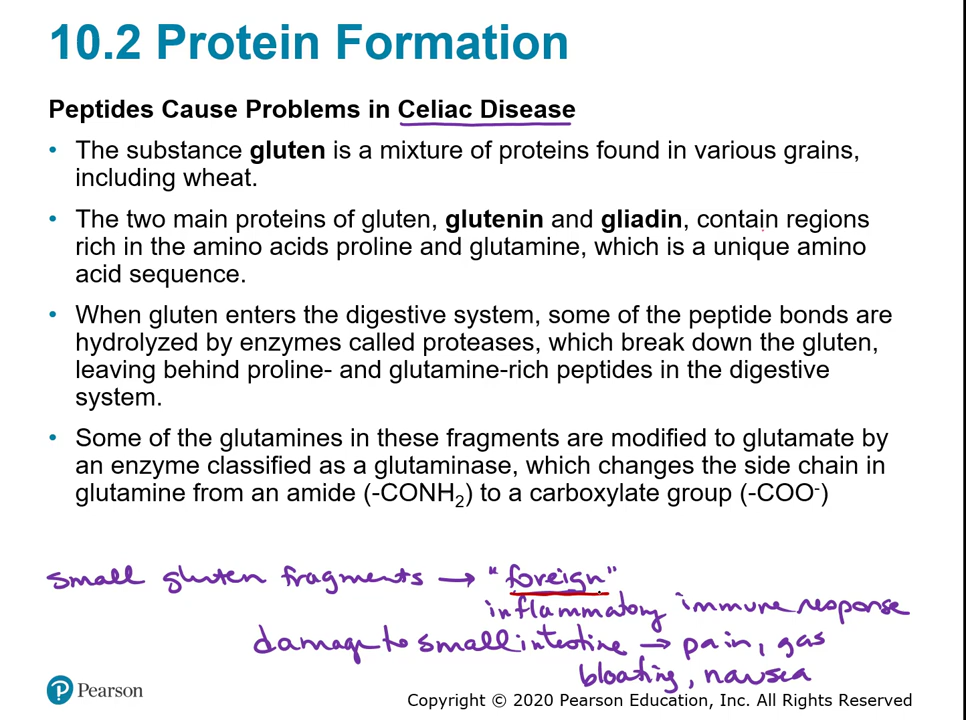 10.2 Protein Formation
Peptides Cause Problems in Celiac Disease
• The substance gluten is a mixture of proteins found in various grains,
including wheat.
• The two main proteins of gluten, glutenin and gliadin, contain regions
rich in the amino acids proline and glutamine, which is a unique amino
acid sequence.
• When gluten enters the digestive system, some of the peptide bonds are
hydrolyzed by enzymes called proteases, which break down the gluten,
leaving behind proline- and glutamine-rich peptides in the digestive
system.
• Some of the glutamines in these fragments are modified to glutamate by
an enzyme classified as a glutaminase, which changes the side chain in
glutamine from an amide (-CONH₂) to a carboxylate group (-COO⁻)
small gluten fragments → "foreign"
inflammatory immune response
damage to small intestine → pain, gas
bloating, nausea
Pearson
Copyright © 2020 Pearson Education, Inc. All Rights Reserved